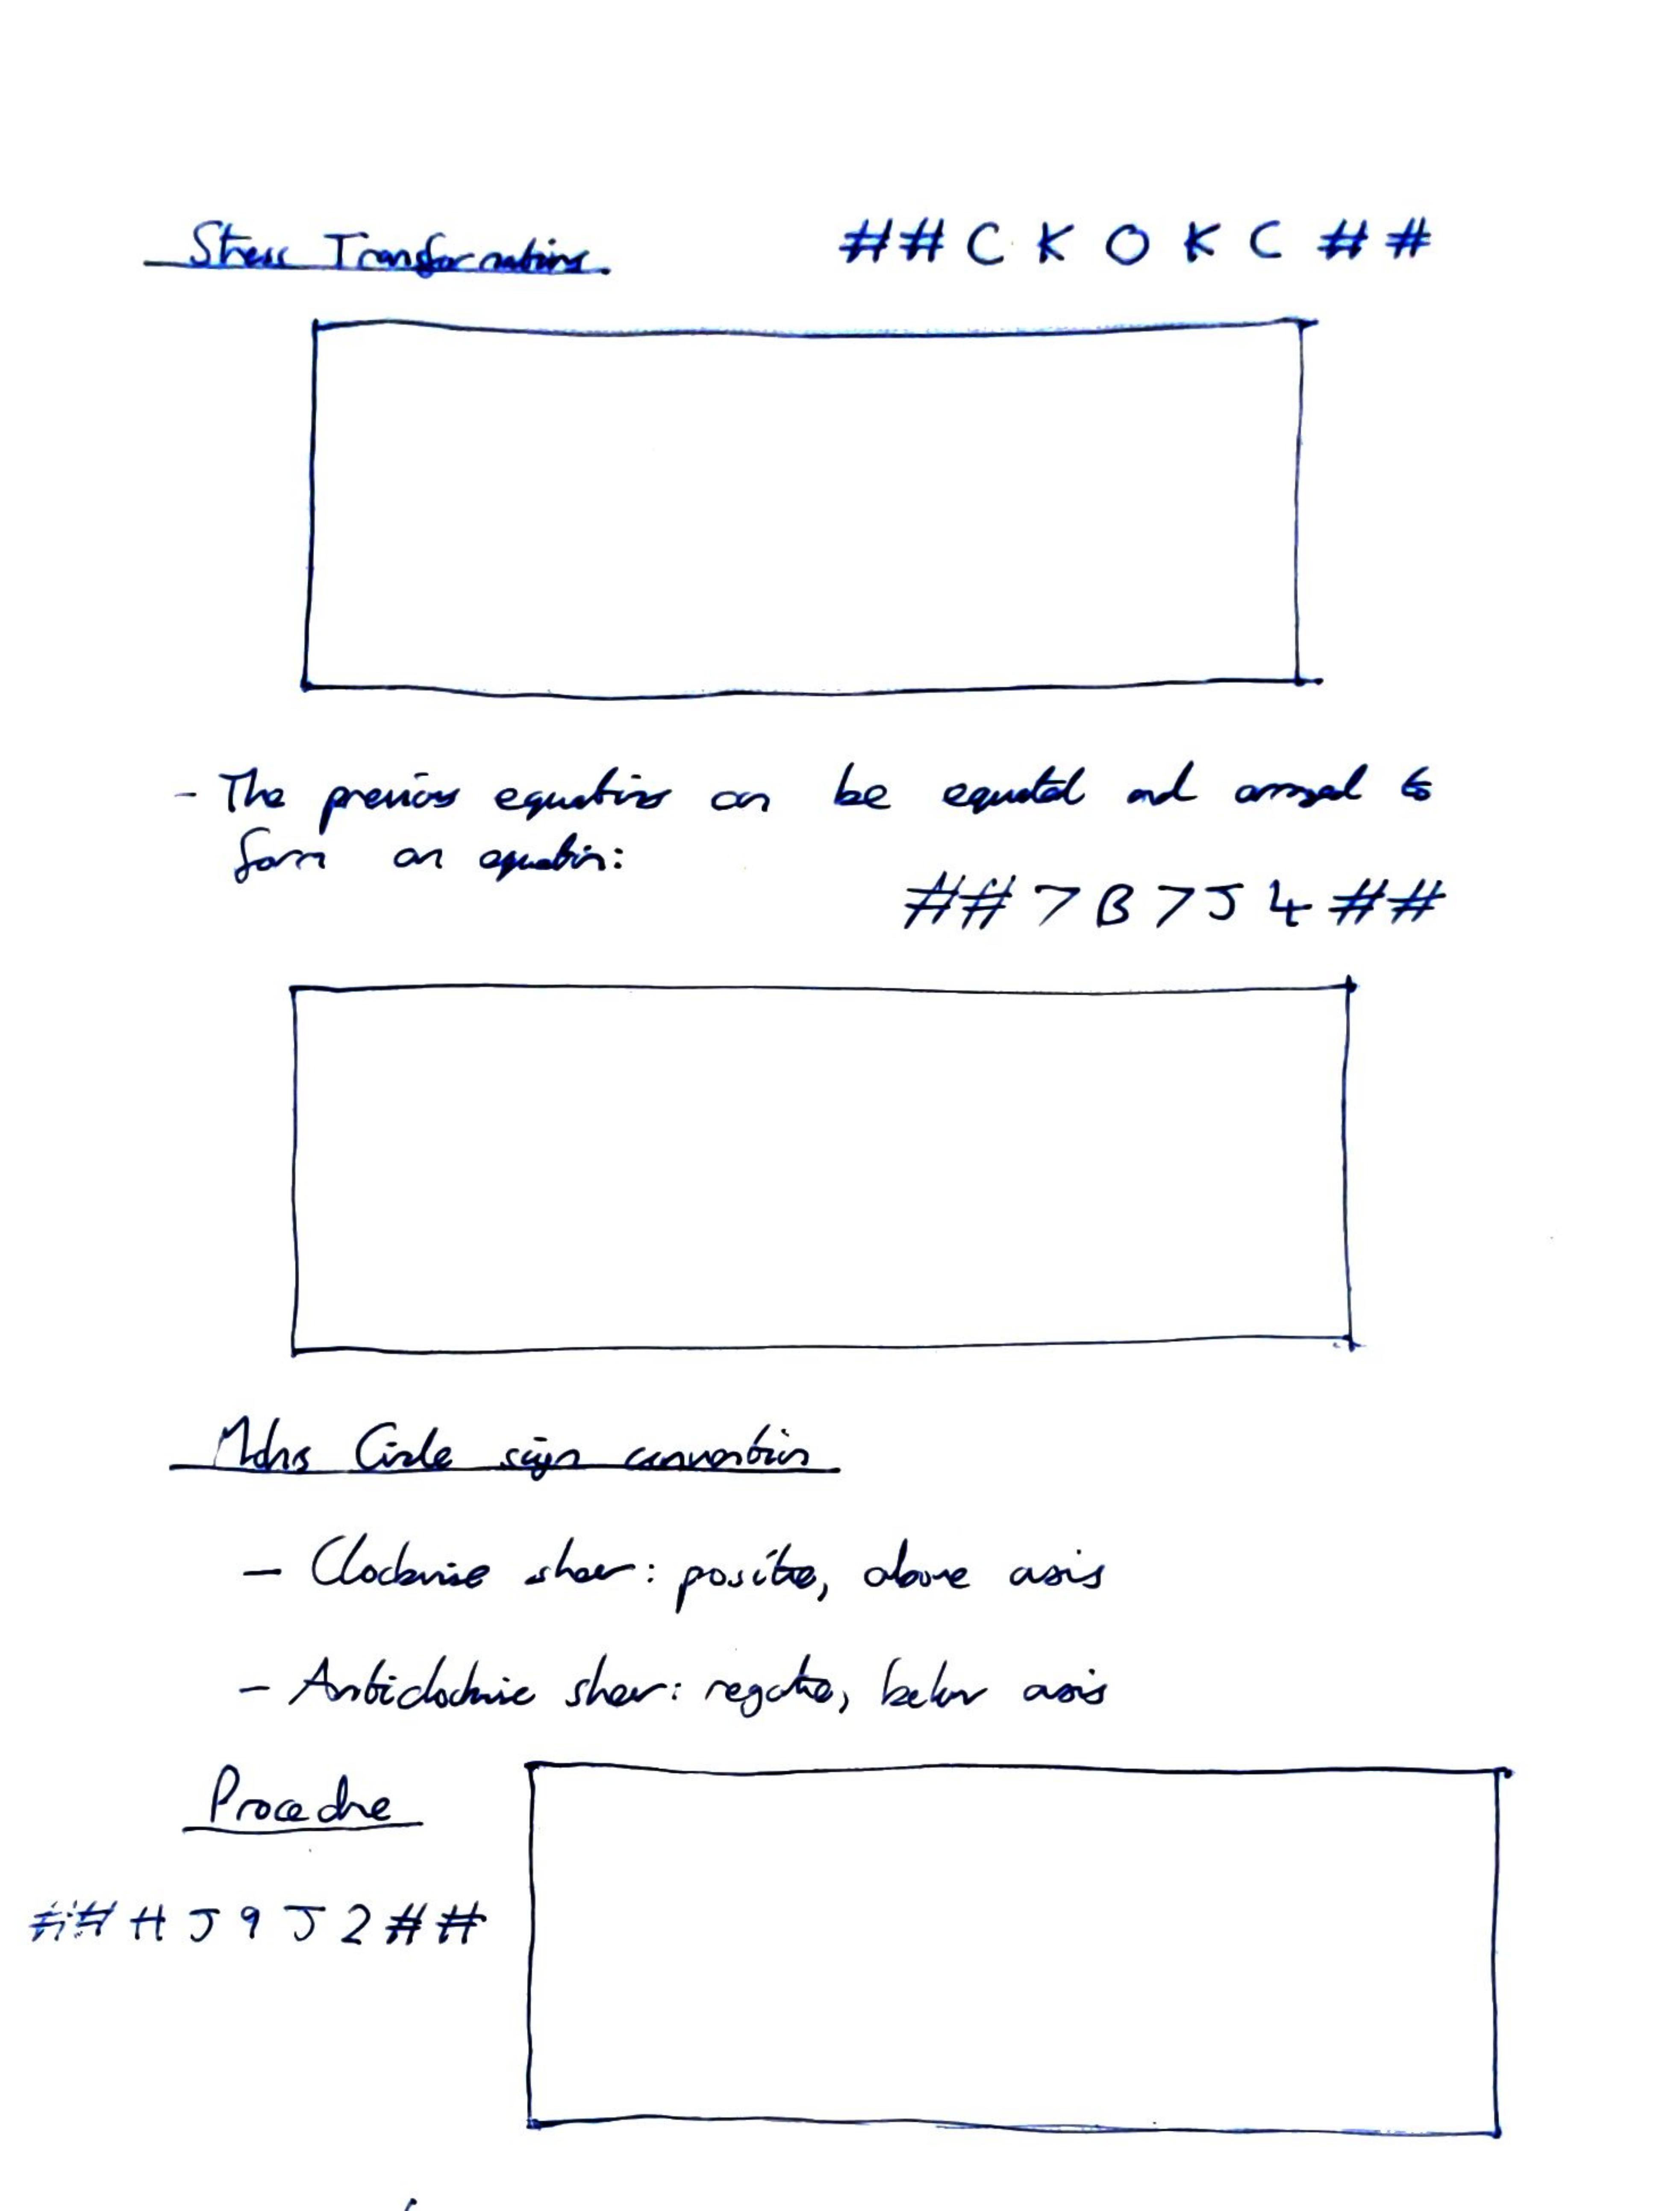 Stress Transformations ##CKOKC##
- The previous equations can be equated and arranged to
form an equation:
##7B7J4##
Mohrs Circle sign convention
- Clockwise shear: positive, above axis
- Anticlockwise shear: negative, below axis
Procedure
##HJ9J2##